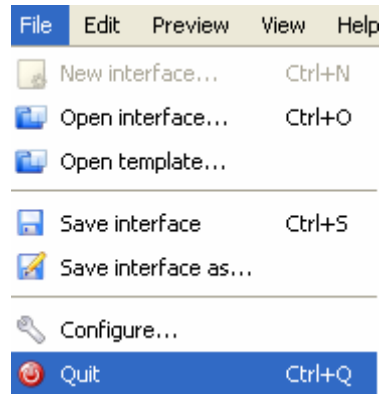 File Edit Preview View Help
New interface... Ctrl+N
Open interface... Ctrl+O
Open template...
Save interface Ctrl+S
Save interface as...
Configure...
Quit Ctrl+Q